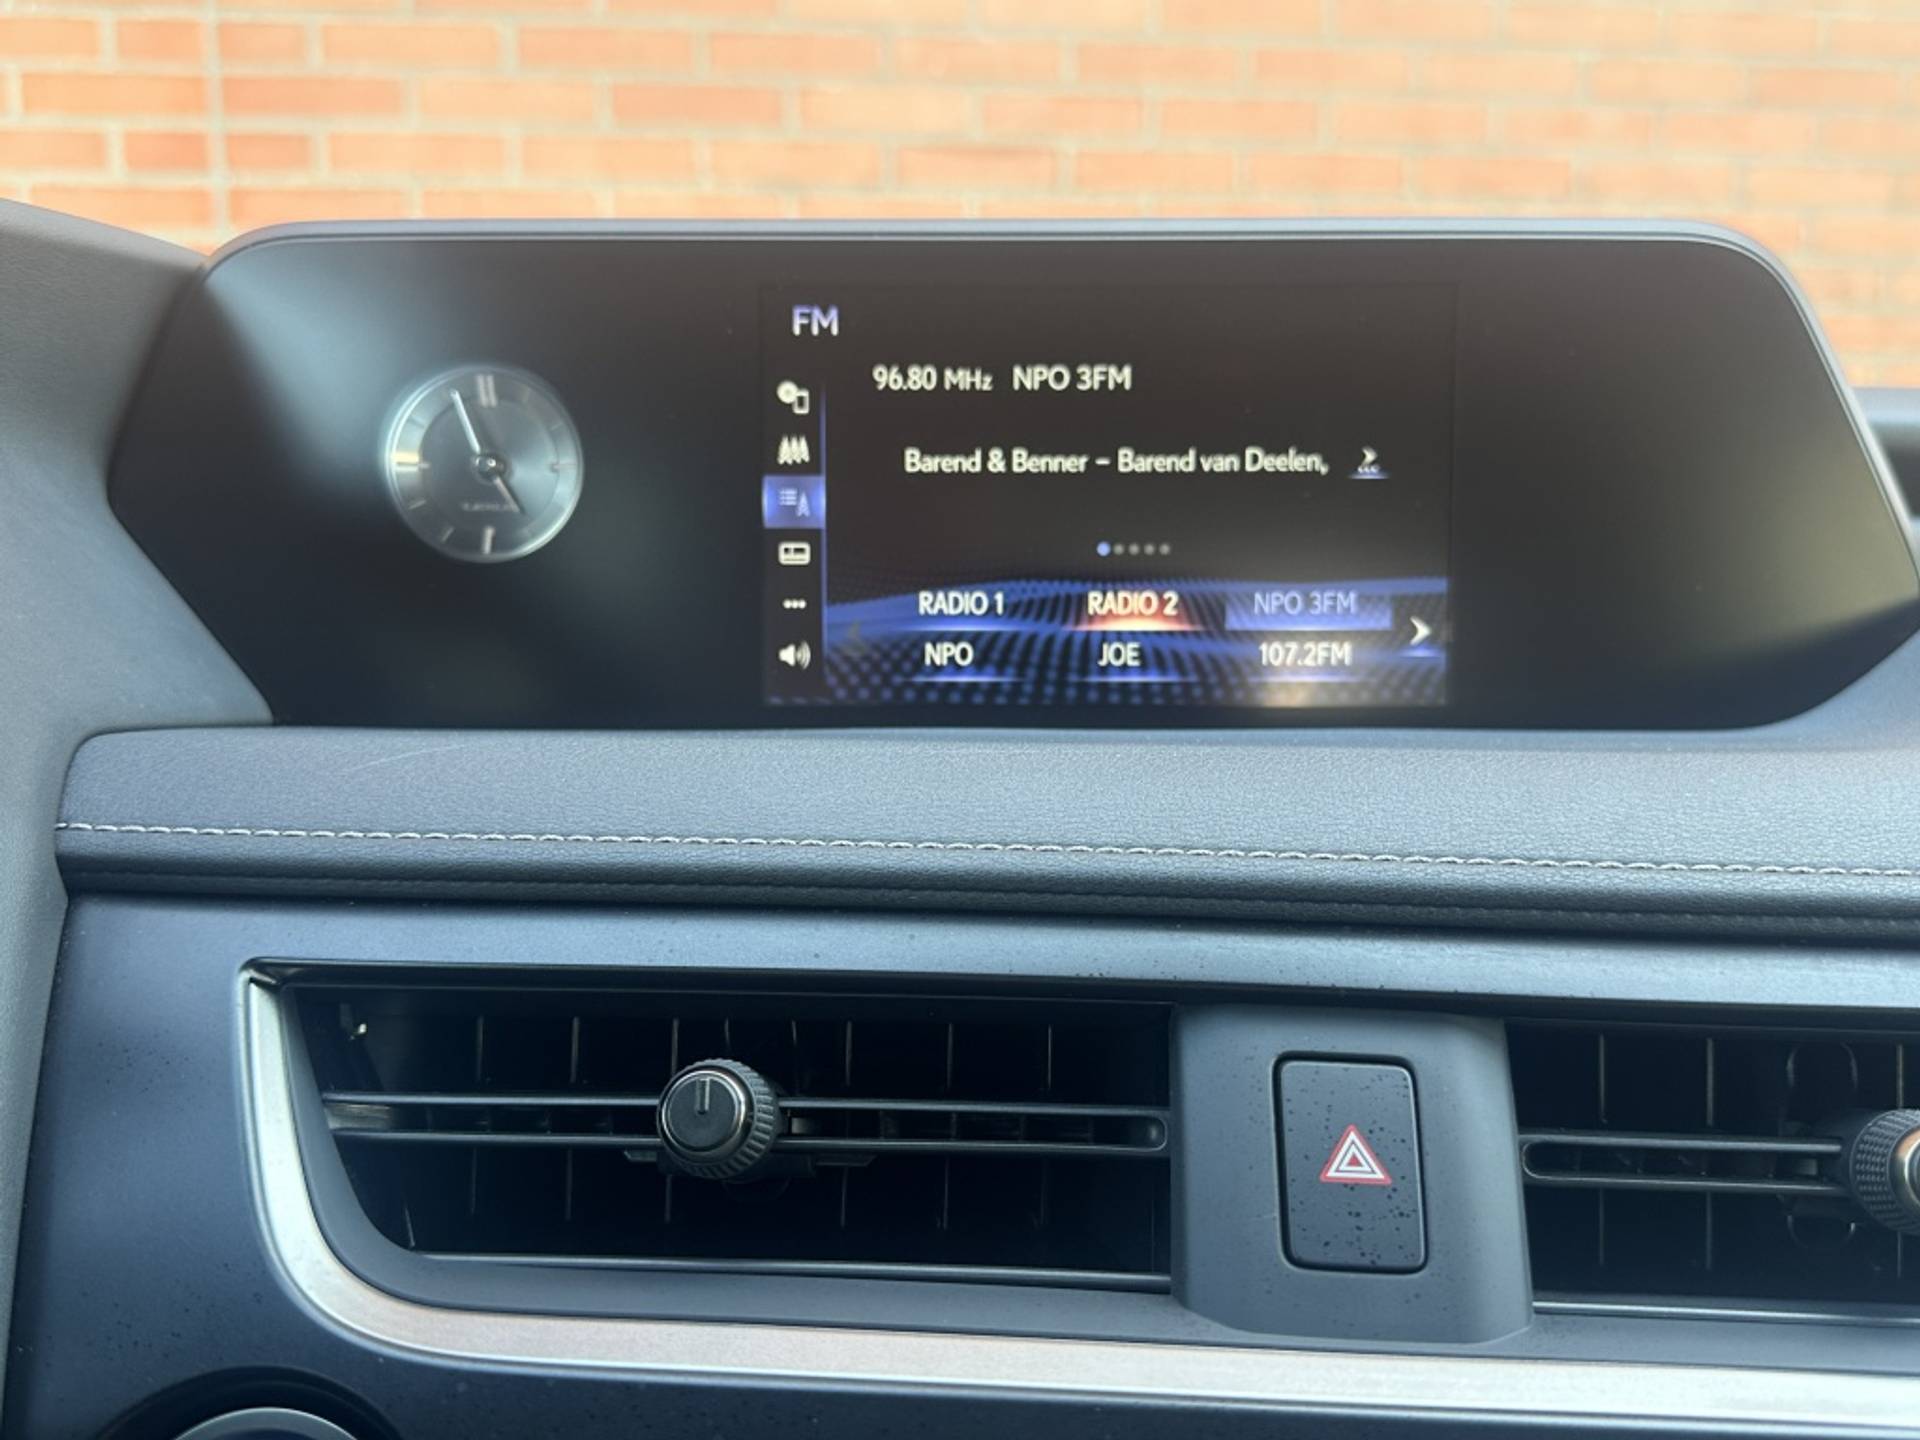 FM
96.80 MHz NPO 3FM
Barend & Benner – Barend van Deelen,
RADIO 1 RADIO 2 NPO 3FM
NPO JOE 107.2FM
LEXUS